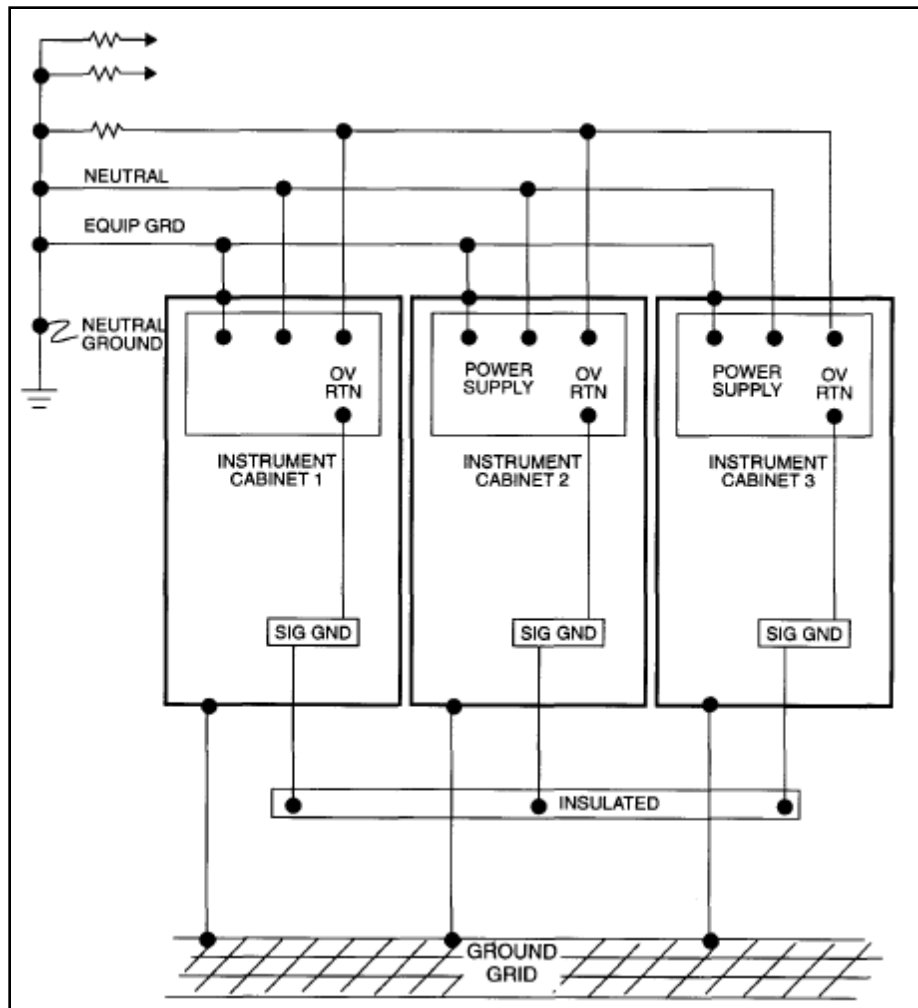 NEUTRAL
EQUIP GRD
NEUTRAL
GROUND
OV
RTN
POWER
SUPPLY
OV
RTN
POWER
SUPPLY
OV
RTN
INSTRUMENT
CABINET 1
INSTRUMENT
CABINET 2
INSTRUMENT
CABINET 3
SIG GND
SIG GND
SIG GND
INSULATED
GROUND
GRID